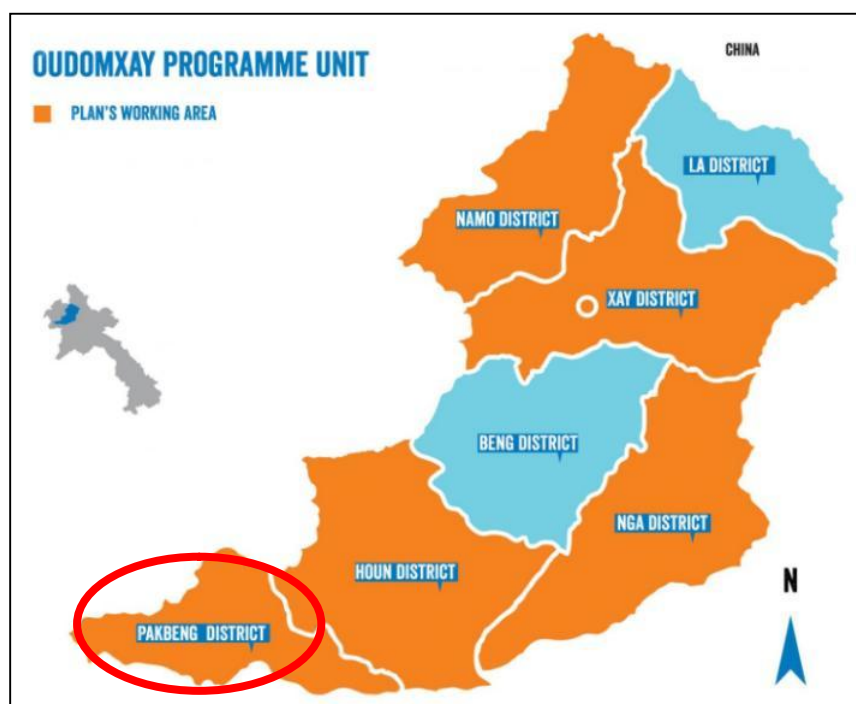 OUDOMXAY PROGRAMME UNIT
PLAN'S WORKING AREA
CHINA
LA DISTRICT
NAMO DISTRICT
XAY DISTRICT
BENG DISTRICT
NGA DISTRICT
HOUN DISTRICT
N
PAKBENG DISTRICT